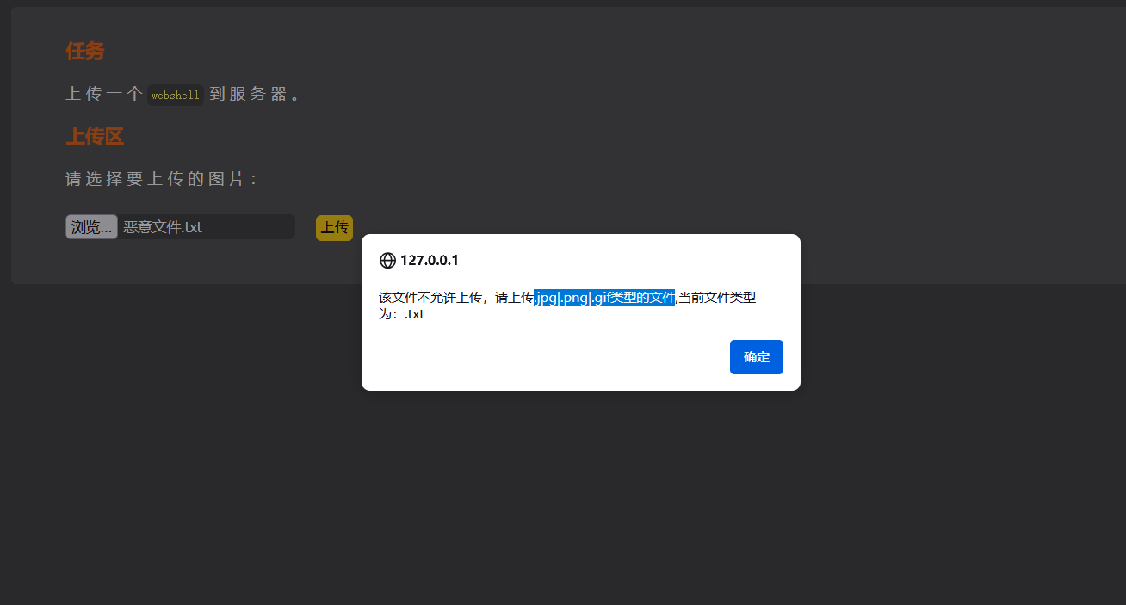 任务
上传一个 webshell 到服务器。
上传区
请选择要上传的图片：
浏览... 恶意文件.txt 上传
127.0.0.1
该文件不允许上传，请上传.jpg|.png|.gif类型的文件,当前文件类型
为：.txt
确定